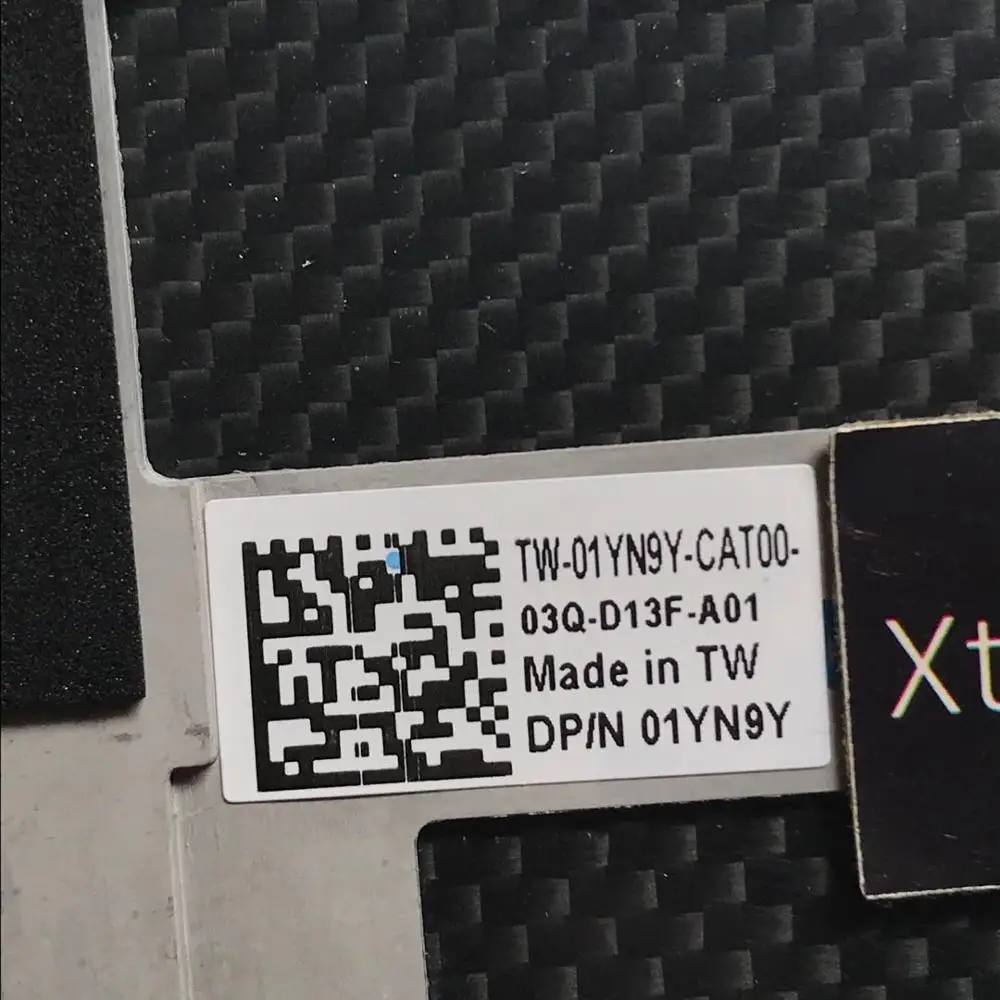 TW-01YN9Y-CAT00-
03Q-D13F-A01
Made in TW
DP/N 01YN9Y
Xt